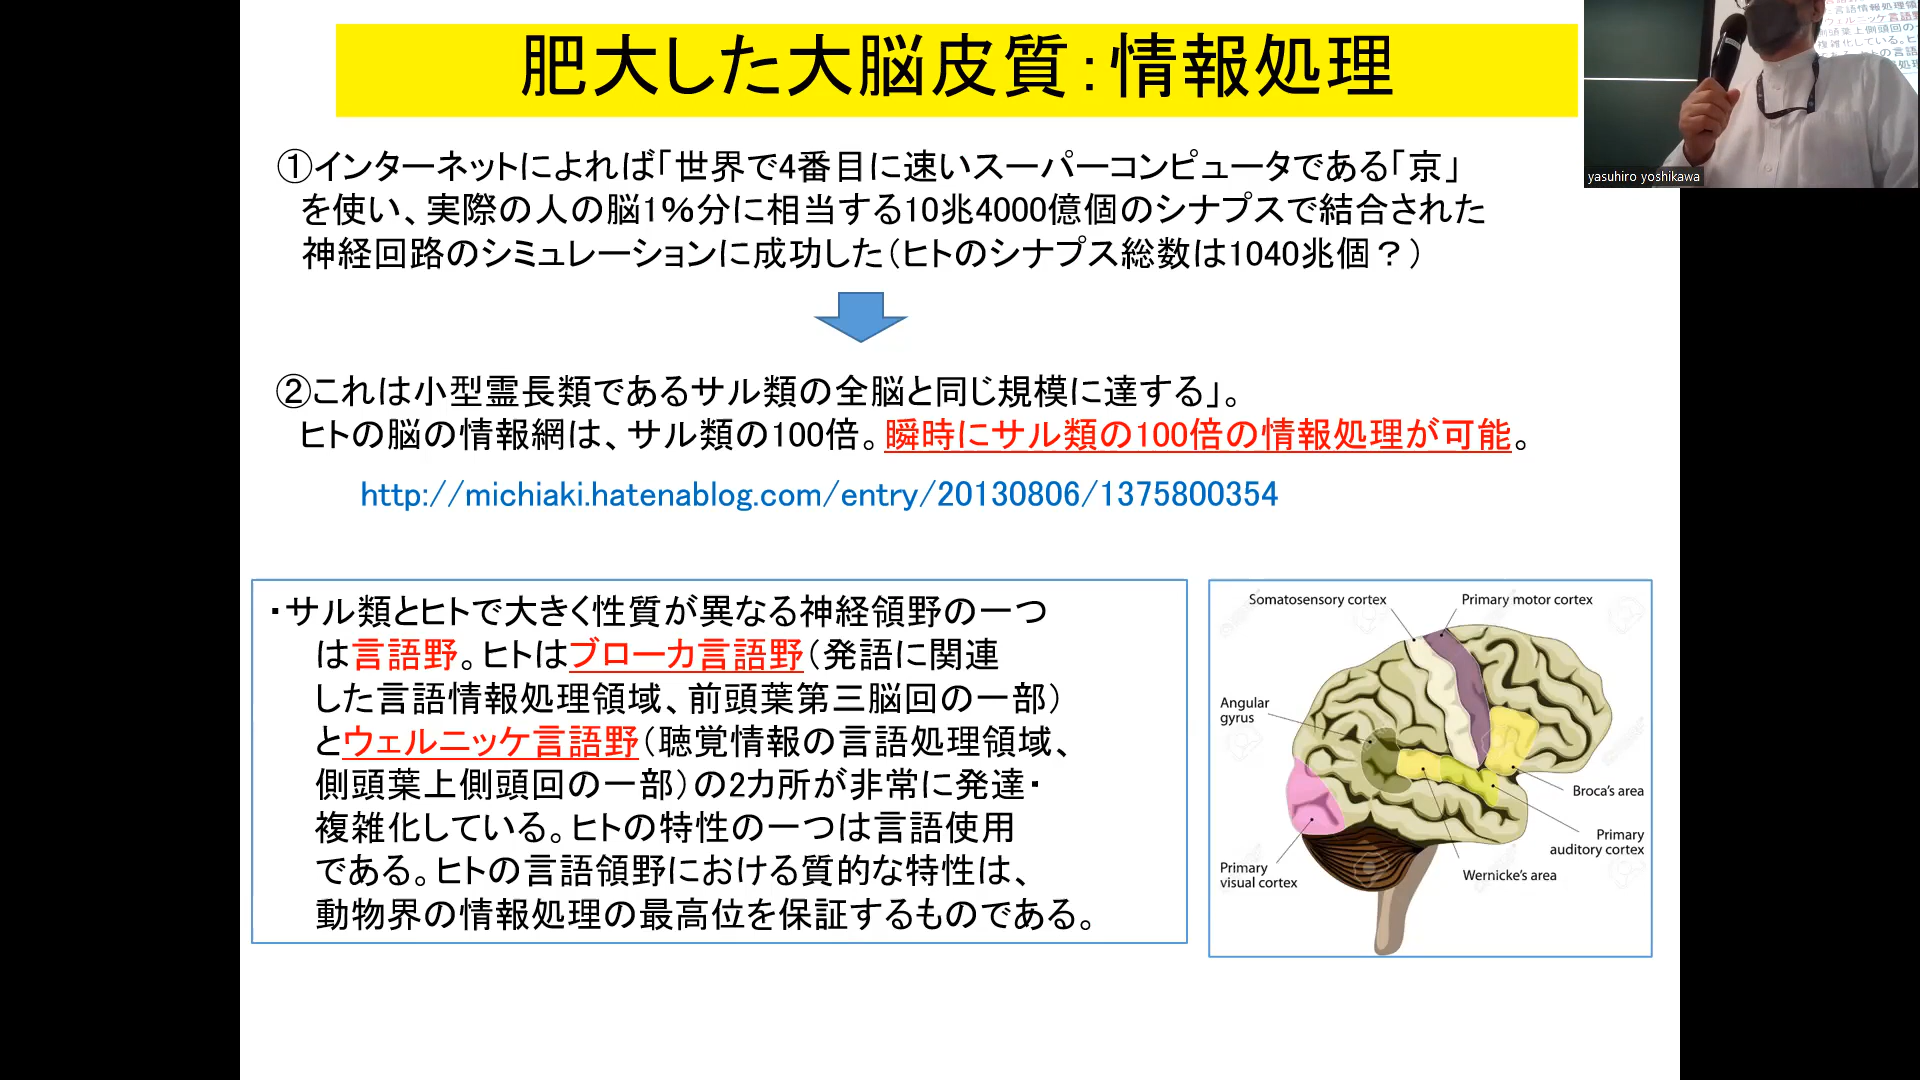 肥大した大脳皮質：情報処理
①インターネットによれば「世界で4番目に速いスーパーコンピュータである「京」
を使い、実際の人の脳1％分に相当する10兆4000億個のシナプスで結合された
神経回路のシミュレーションに成功した（ヒトのシナプス総数は1040兆個？）
②これは小型霊長類であるサル類の全脳と同じ規模に達する」。
ヒトの脳の情報網は、サル類の100倍。瞬時にサル類の100倍の情報処理が可能。
http://michiaki.hatenablog.com/entry/20130806/1375800354
・サル類とヒトで大きく性質が異なる神経領野の一つ
は言語野。ヒトはブローカ言語野（発語に関連
した言語情報処理領域、前頭葉第三脳回の一部）
とウェルニッケ言語野（聴覚情報の言語処理領域、
側頭葉上側頭回の一部）の2カ所が非常に発達・
複雑化している。ヒトの特性の一つは言語使用
である。ヒトの言語領野における質的な特性は、
動物界の情報処理の最高位を保証するものである。
Somatosensory cortex
Primary motor cortex
Angular
gyrus
Broca's area
Primary
auditory cortex
Wernicke's area
Primary
visual cortex
yasuhiro yoshikawa